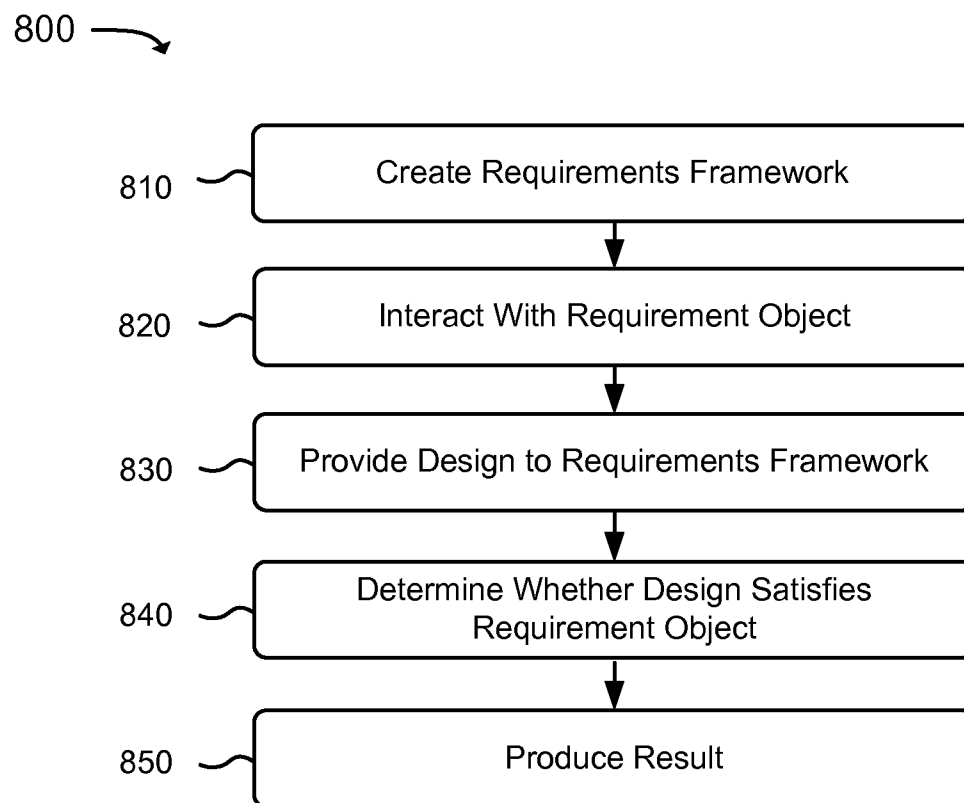 800
810
Create Requirements Framework
820
Interact With Requirement Object
830
Provide Design to Requirements Framework
840
Determine Whether Design Satisfies
Requirement Object
850
Produce Result